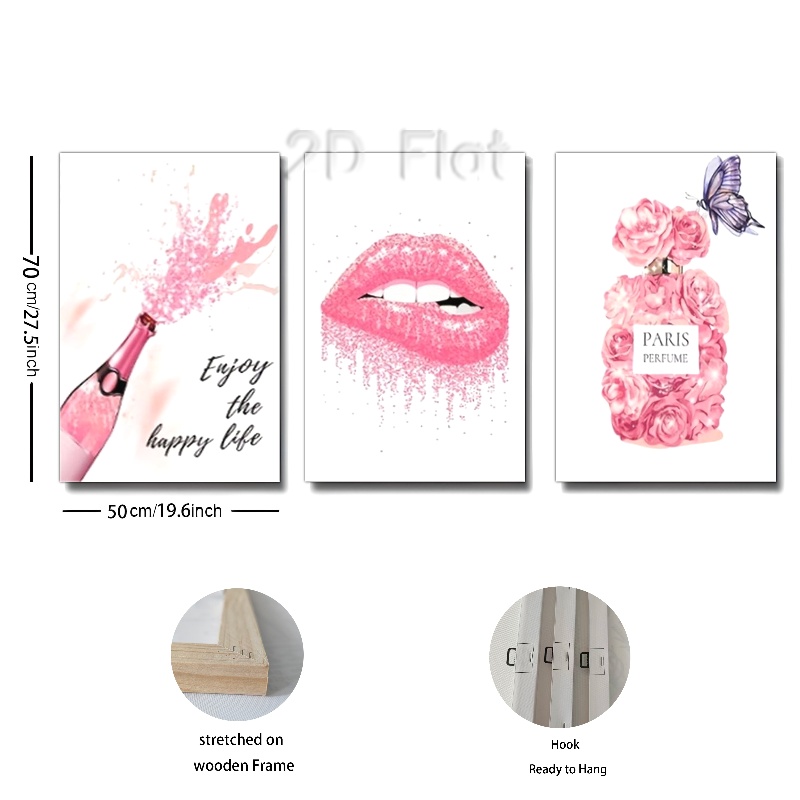 2D Flat
70 cm/27.5inch
Enjoy
the
happy life
PARIS
PERFUME
50cm/19.6inch
stretched on
wooden Frame
Hook
Ready to Hang